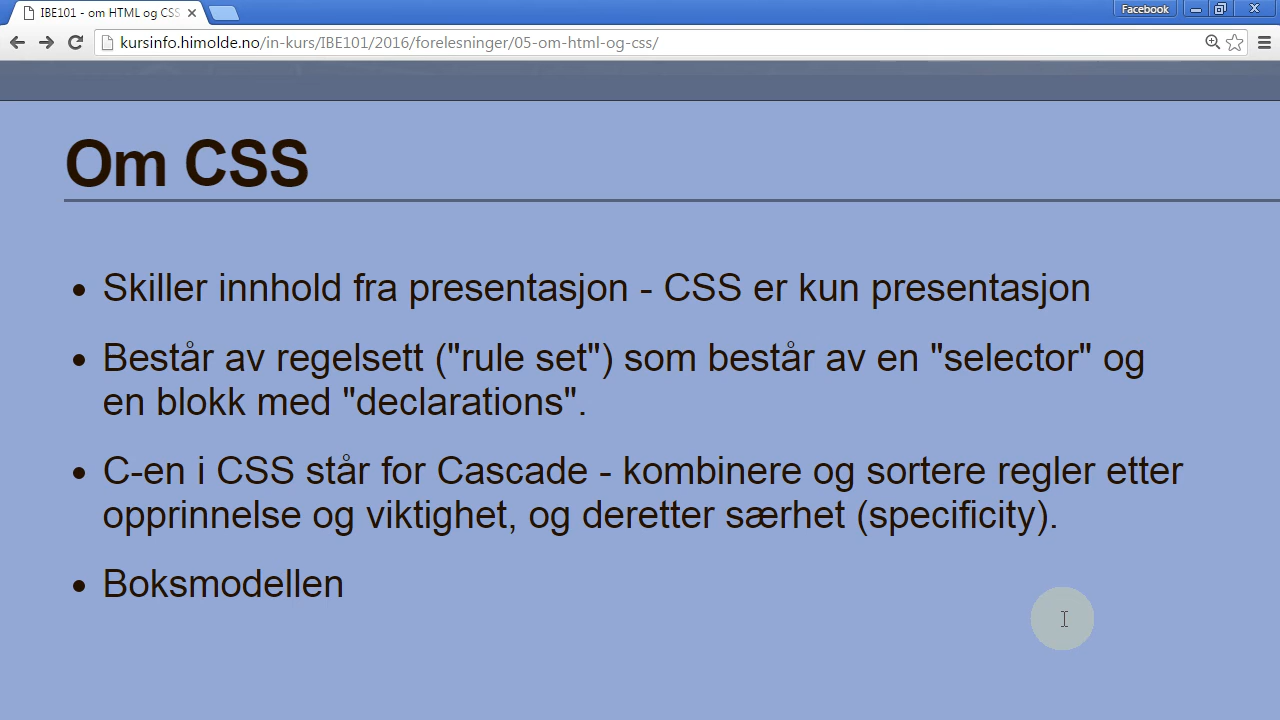 IBE101 - om HTML og CSS
Facebook
kursinfo.himolde.no/in-kurs/IBE101/2016/forelesninger/05-om-html-og-css/
Om CSS
• Skiller innhold fra presentasjon - CSS er kun presentasjon
• Består av regelsett ("rule set") som består av en "selector" og
en blokk med "declarations".
• C-en i CSS står for Cascade - kombinere og sortere regler etter
opprinnelse og viktighet, og deretter særhet (specificity).
• Boksmodellen